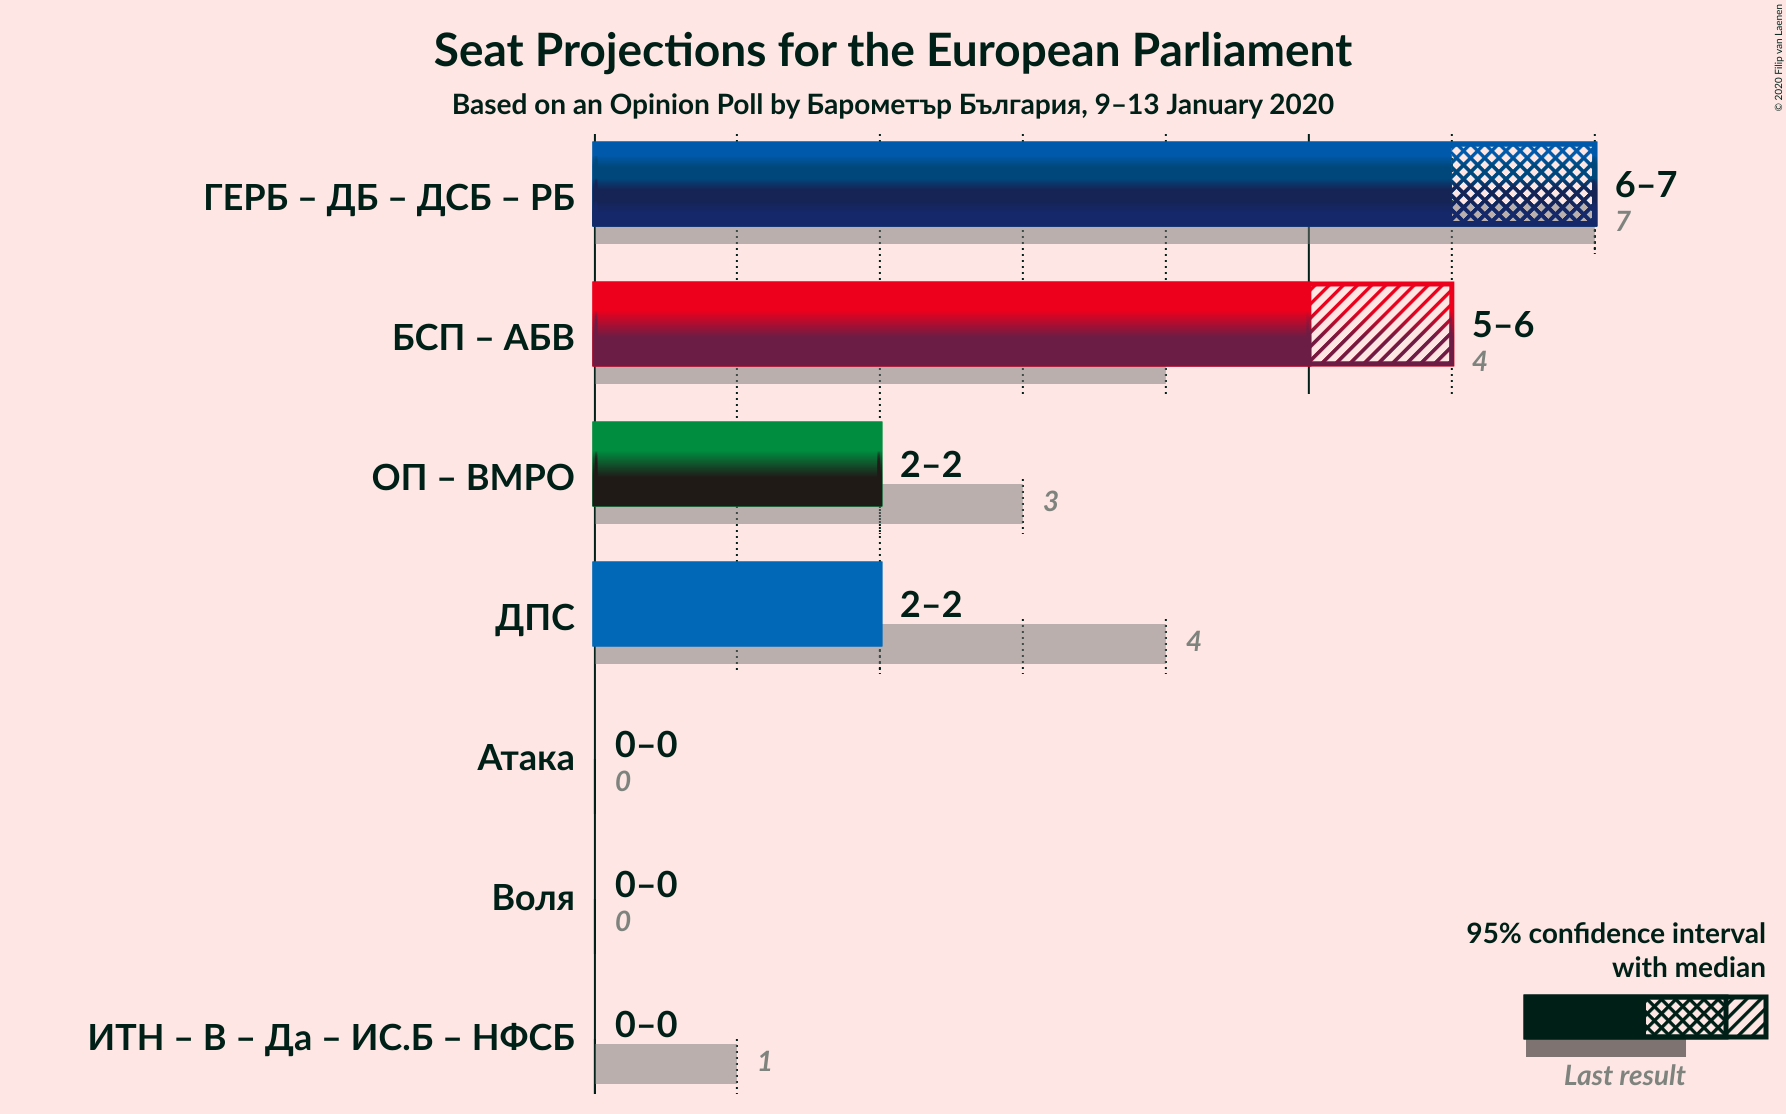 Seat Projections for the European Parliament
Based on an Opinion Poll by Барометър България, 9–13 January 2020
© 2020 Filip van Laenen
ГЕРБ – ДБ – ДСБ – РБ
6–7
7
БСП – АБВ
5–6
4
ОП – ВМРО
2–2
3
ДПС
2–2
4
Атака
0–0
0
Воля
0–0
0
ИТН – В – Да – ИС.Б – НФСБ
0–0
1
95% confidence interval
with median
Last result